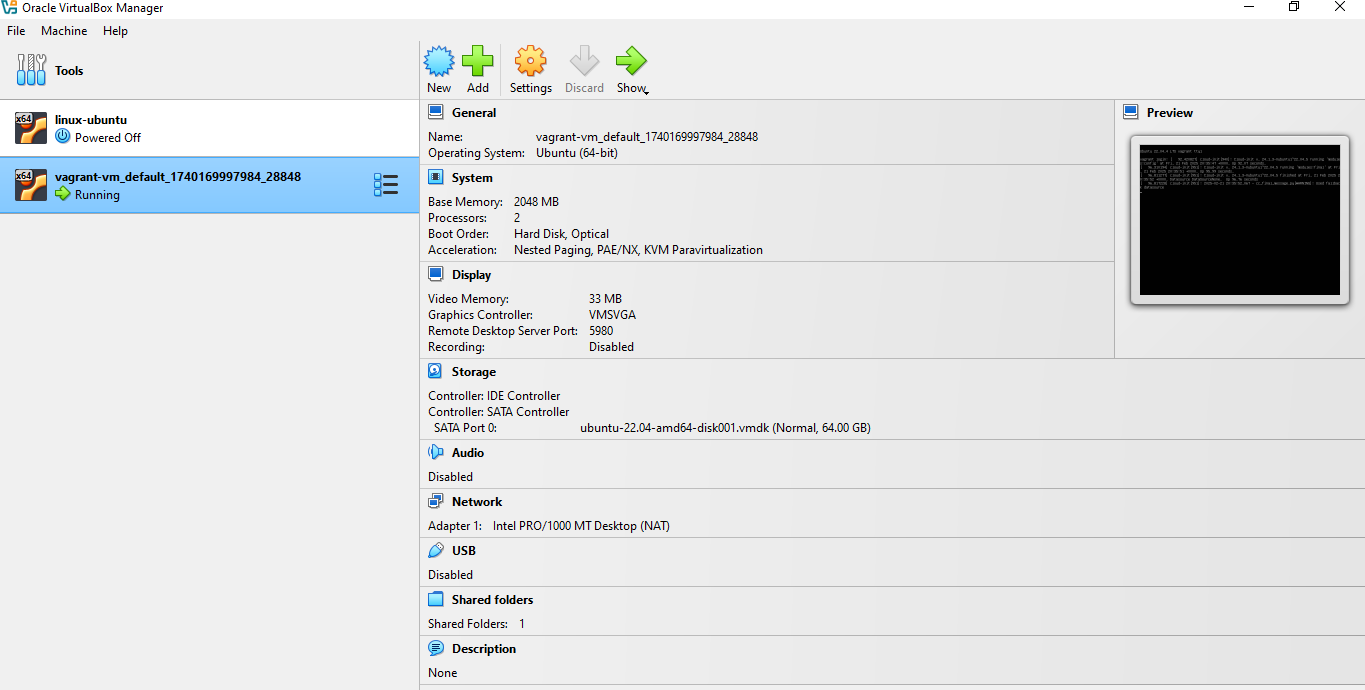 Oracle VirtualBox Manager
File Machine Help
Tools
New Add Settings Discard Show
x64 linux-ubuntu
Powered Off
x64 vagrant-vm_default_1740169997984_28848
Running
General
Name: vagrant-vm_default_1740169997984_28848
Operating System: Ubuntu (64-bit)
System
Base Memory: 2048 MB
Processors: 2
Boot Order: Hard Disk, Optical
Acceleration: Nested Paging, PAE/NX, KVM Paravirtualization
Display
Video Memory: 33 MB
Graphics Controller: VMSVGA
Remote Desktop Server Port: 5980
Recording: Disabled
Preview
Storage
Controller: IDE Controller
Controller: SATA Controller
SATA Port 0: ubuntu-22.04-amd64-disk001.vmdk (Normal, 64.00 GB)
Audio
Disabled
Network
Adapter 1: Intel PRO/1000 MT Desktop (NAT)
USB
Disabled
Shared folders
Shared Folders: 1
Description
None